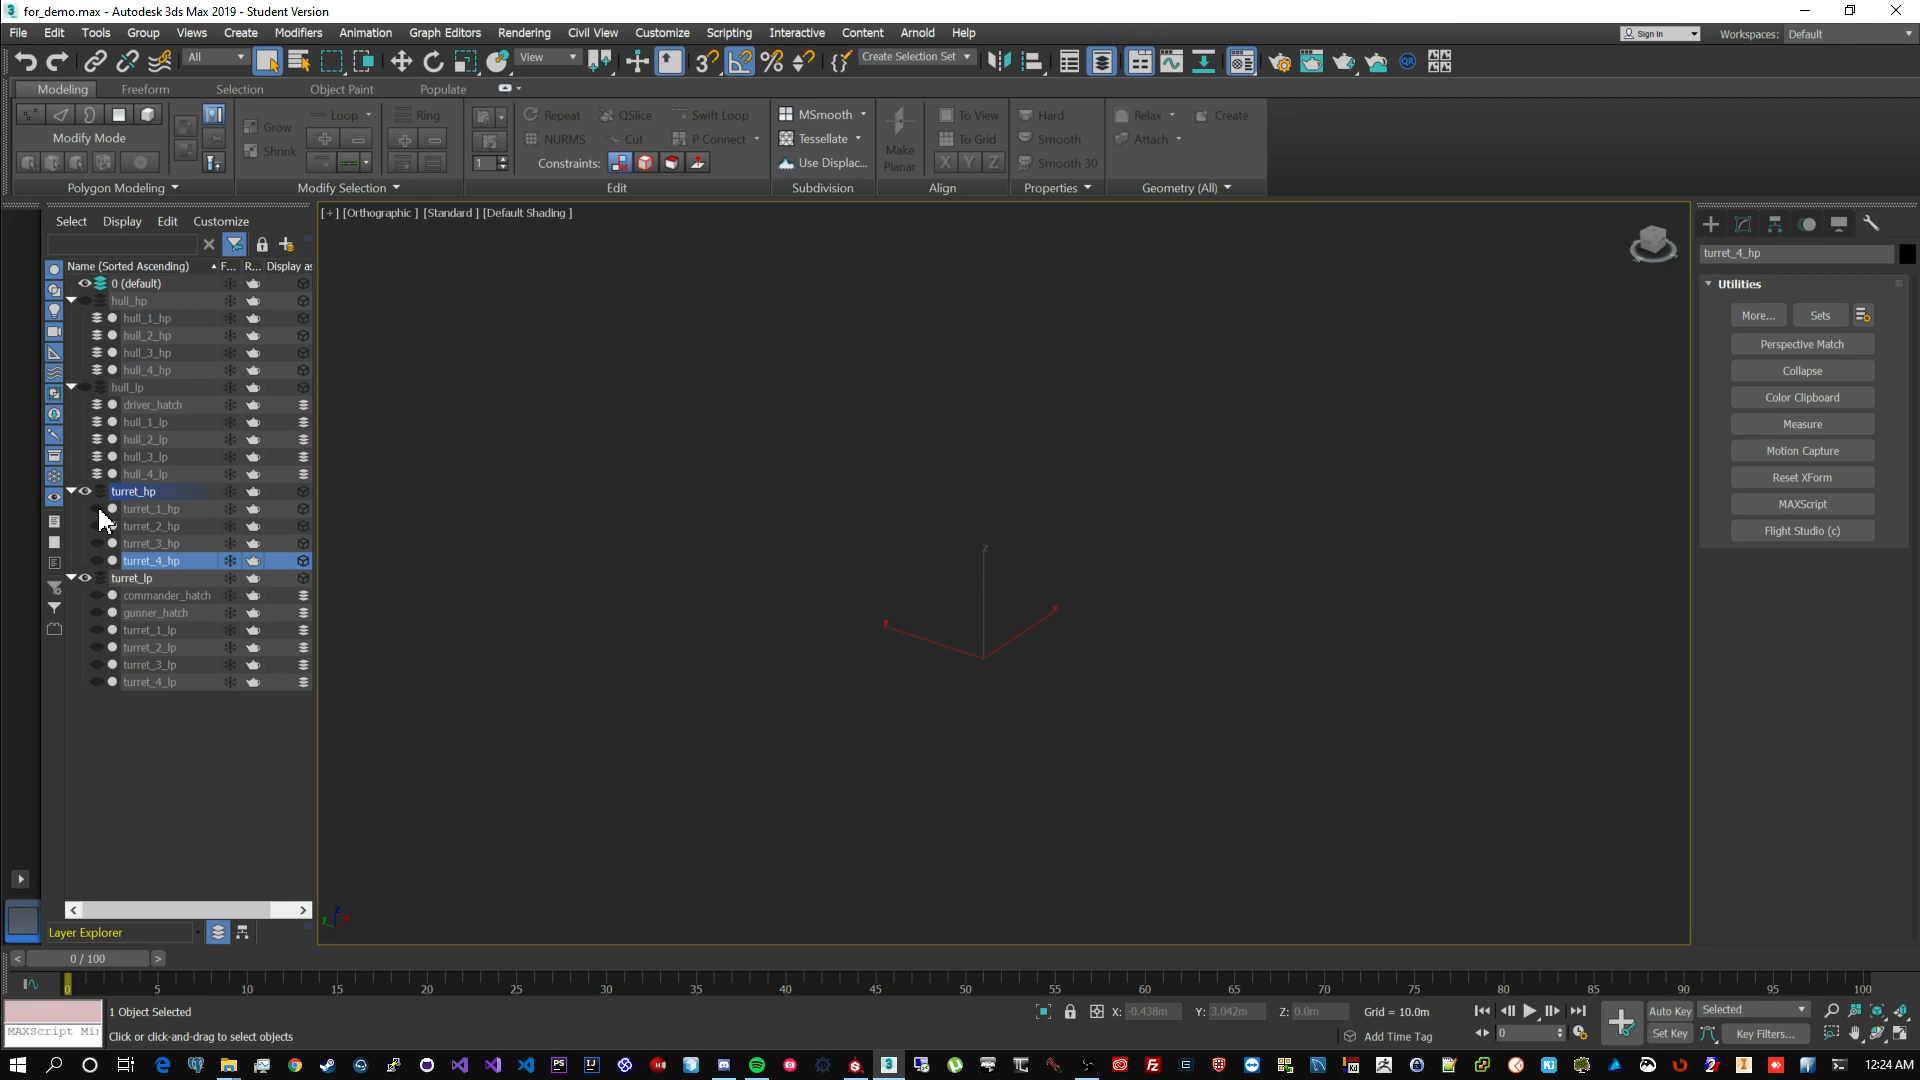 for_demo.max - Autodesk 3ds Max 2019 - Student Version
File Edit Tools Group Views Create Modifiers Animation Graph Editors Rendering Civil View Customize Scripting Interactive Content Arnold Help
Sign In Workspaces: Default
All View Create Selection Set
Modeling Freeform Selection Object Paint Populate
Loop Ring Repeat QSlice Swift Loop MSmooth To View Hard Relax Create
Grow
Modify Mode NURMS Cut P Connect Tessellate Make Planar To Grid Smooth Attach
Shrink 1 Constraints: Use Displac... X Y Z Smooth 30
Polygon Modeling Modify Selection Edit Subdivision Align Properties Geometry (All)
Select Display Edit Customize
[+] [Orthographic ] [Standard ] [Default Shading ]
Name (Sorted Ascending) F... R... Display as
0 (default)
hull_hp
hull_1_hp
hull_2_hp
hull_3_hp
hull_4_hp
hull_lp
driver_hatch
hull_1_lp
hull_2_lp
hull_3_lp
hull_4_lp
turret_hp
turret_1_hp
turret_2_hp
turret_3_hp
turret_4_hp
turret_lp
commander_hatch
gunner_hatch
turret_1_lp
turret_2_lp
turret_3_lp
turret_4_lp
Layer Explorer
turret_4_hp
Utilities
More... Sets
Perspective Match
Collapse
Color Clipboard
Measure
Motion Capture
Reset XForm
MAXScript
Flight Studio (c)
0 / 100
0 5 10 15 20 25 30 35 40 45 50 55 60 65 70 75 80 85 90 95 100
1 Object Selected
X: -0.438m Y: 3.042m Z: 0.0m Grid = 10.0m
Auto Key Selected
MAXScript Mi
Click or click-and-drag to select objects
Add Time Tag
0
Set Key Key Filters...
12:24 AM